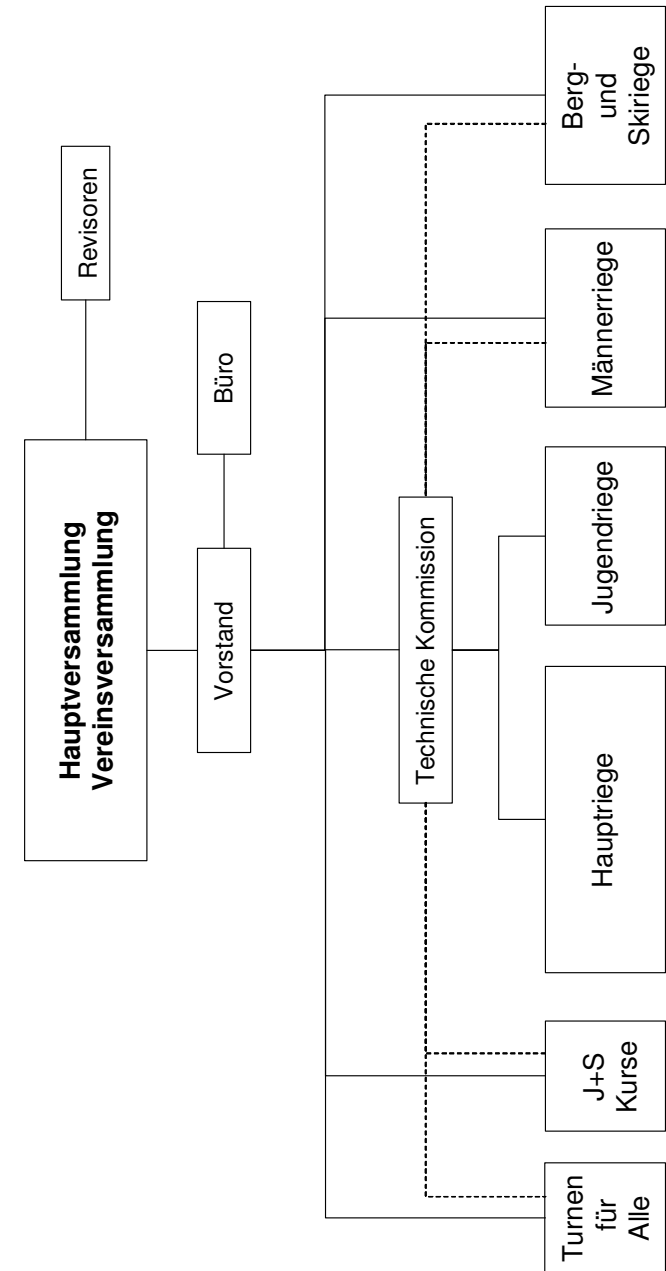 Hauptversammlung
Vereinsversammlung
Revisoren
Vorstand
Büro
Technische Kommission
Turnen
für
Alle
J+S
Kurse
Hauptriege
Jugendriege
Männerriege
Berg-
und
Skiriege